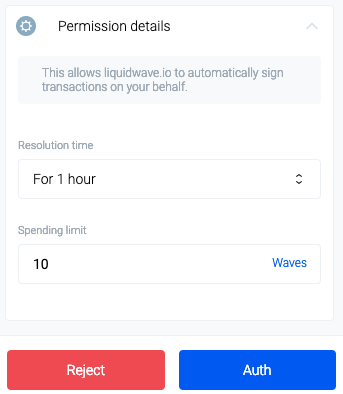 Permission details
This allows liquidwave.io to automatically sign
transactions on your behalf.
Resolution time
For 1 hour
Spending limit
10 Waves
Reject Auth